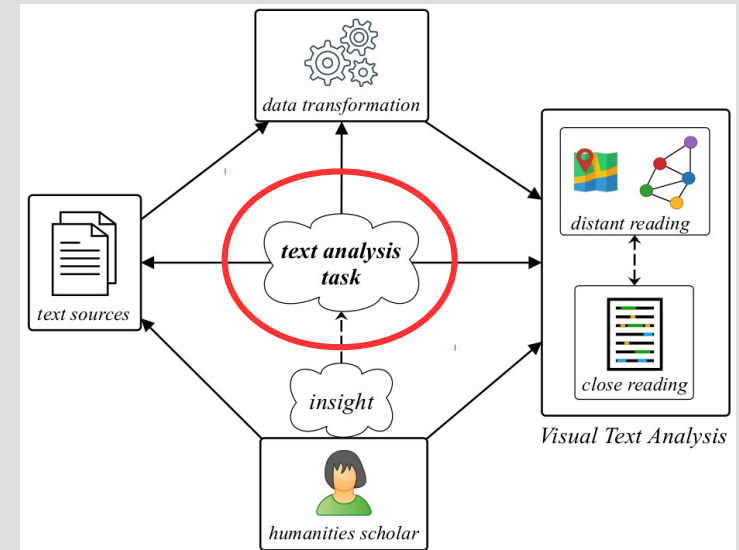 data transformation
text analysis
task
distant reading
text sources
close reading
insight
Visual Text Analysis
humanities scholar